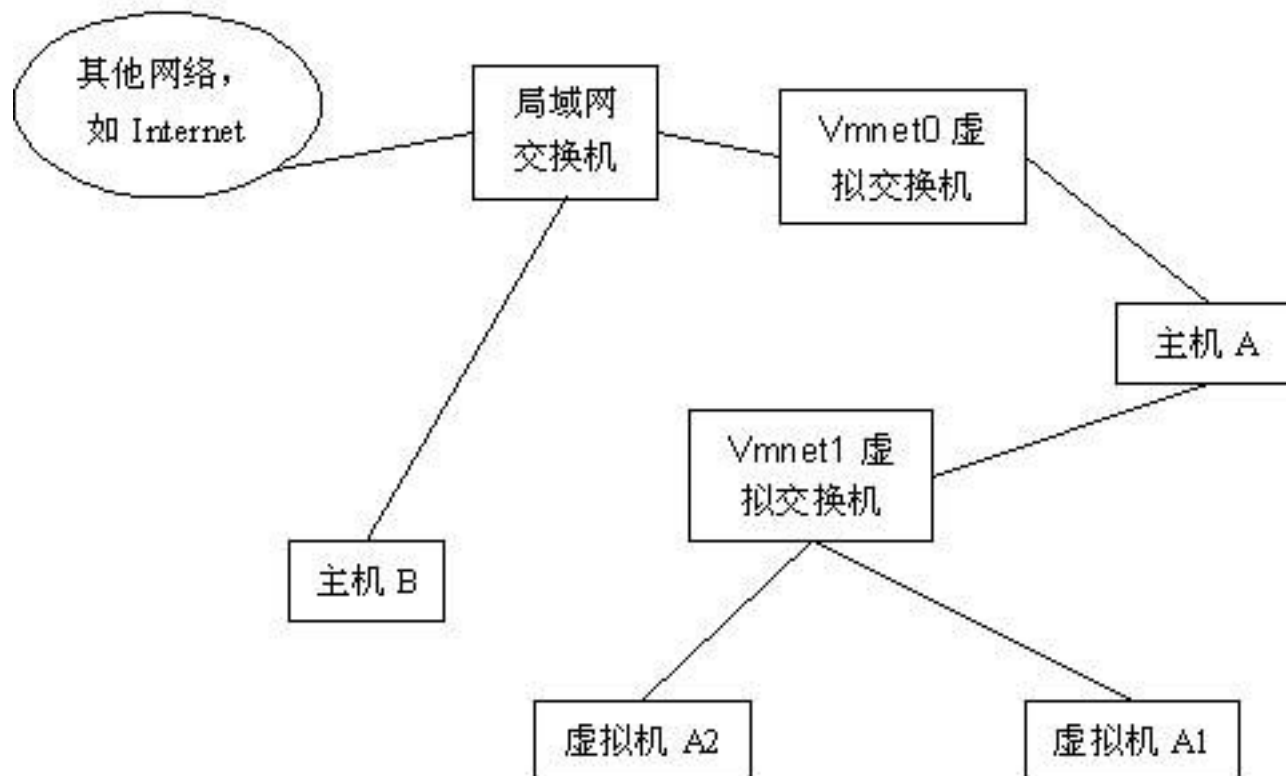 其他网络，
如 Internet
局域网
交换机
Vmnet0 虚
拟交换机
主机 A
Vmnet1 虚
拟交换机
主机 B
虚拟机 A2
虚拟机 A1